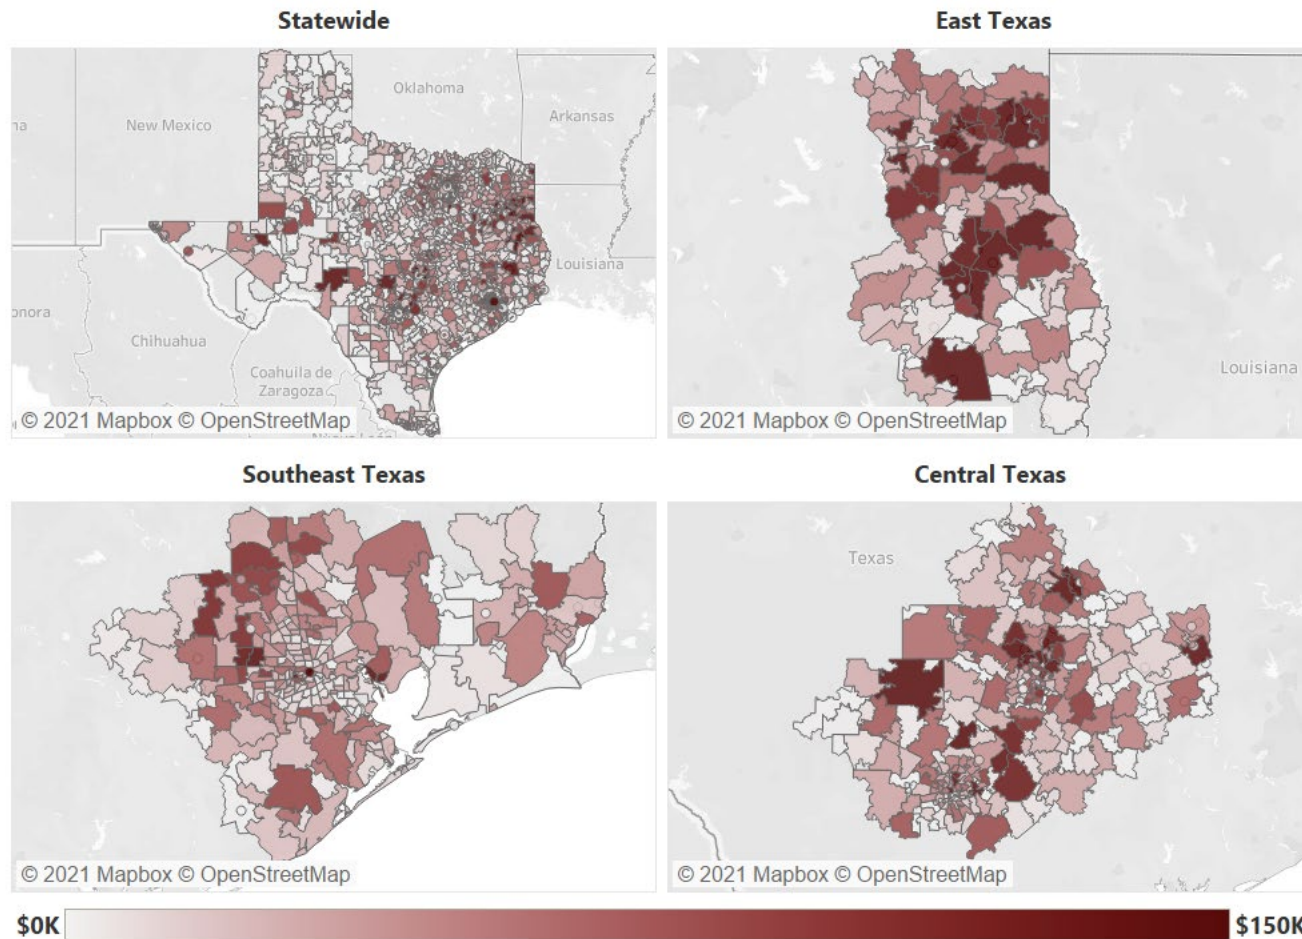 Statewide
East Texas
Oklahoma
Arkansas
New Mexico
Louisiana
Chihuahua
Coahuila de
Zaragoza
© 2021 Mapbox © OpenStreetMap
Louisiana
© 2021 Mapbox © OpenStreetMap
Southeast Texas
Central Texas
Texas
© 2021 Mapbox © OpenStreetMap
© 2021 Mapbox © OpenStreetMap
$0K
$150K